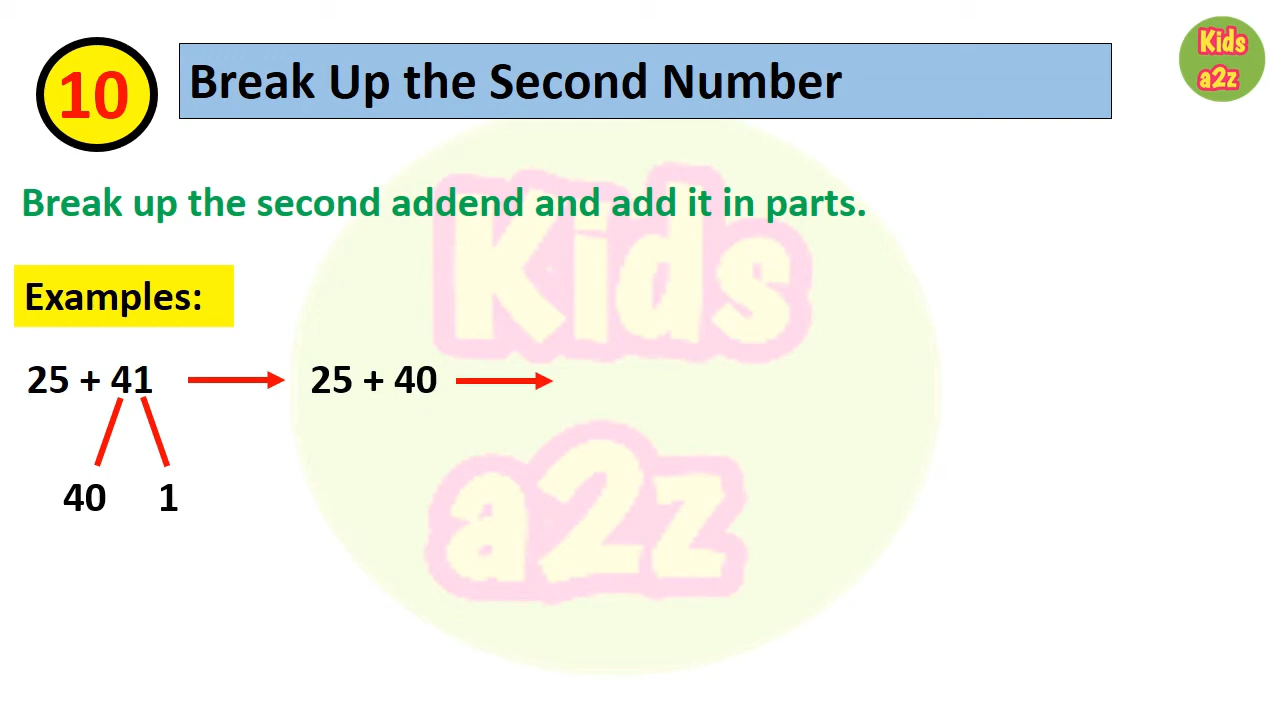 10
Break Up the Second Number
Kids
a2z
Break up the second addend and add it in parts.
Kids
Examples:
25 + 41
25 + 40
a2z
40 1